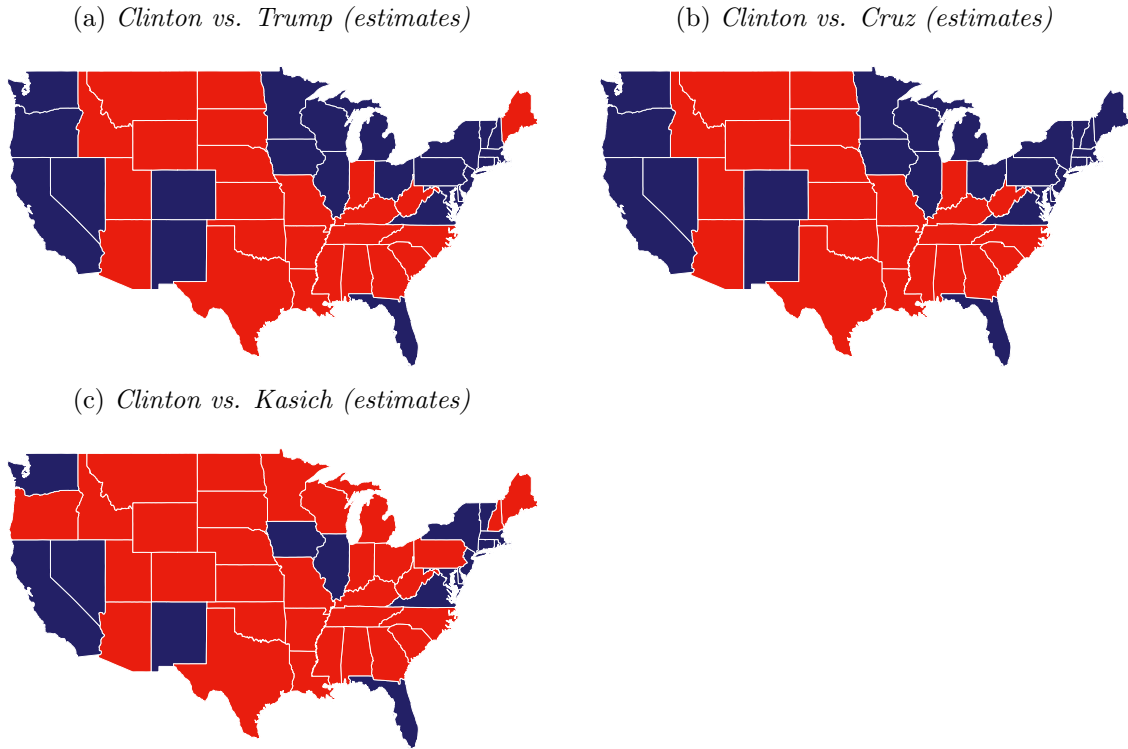 (a) Clinton vs. Trump (estimates)
(b) Clinton vs. Cruz (estimates)
(c) Clinton vs. Kasich (estimates)